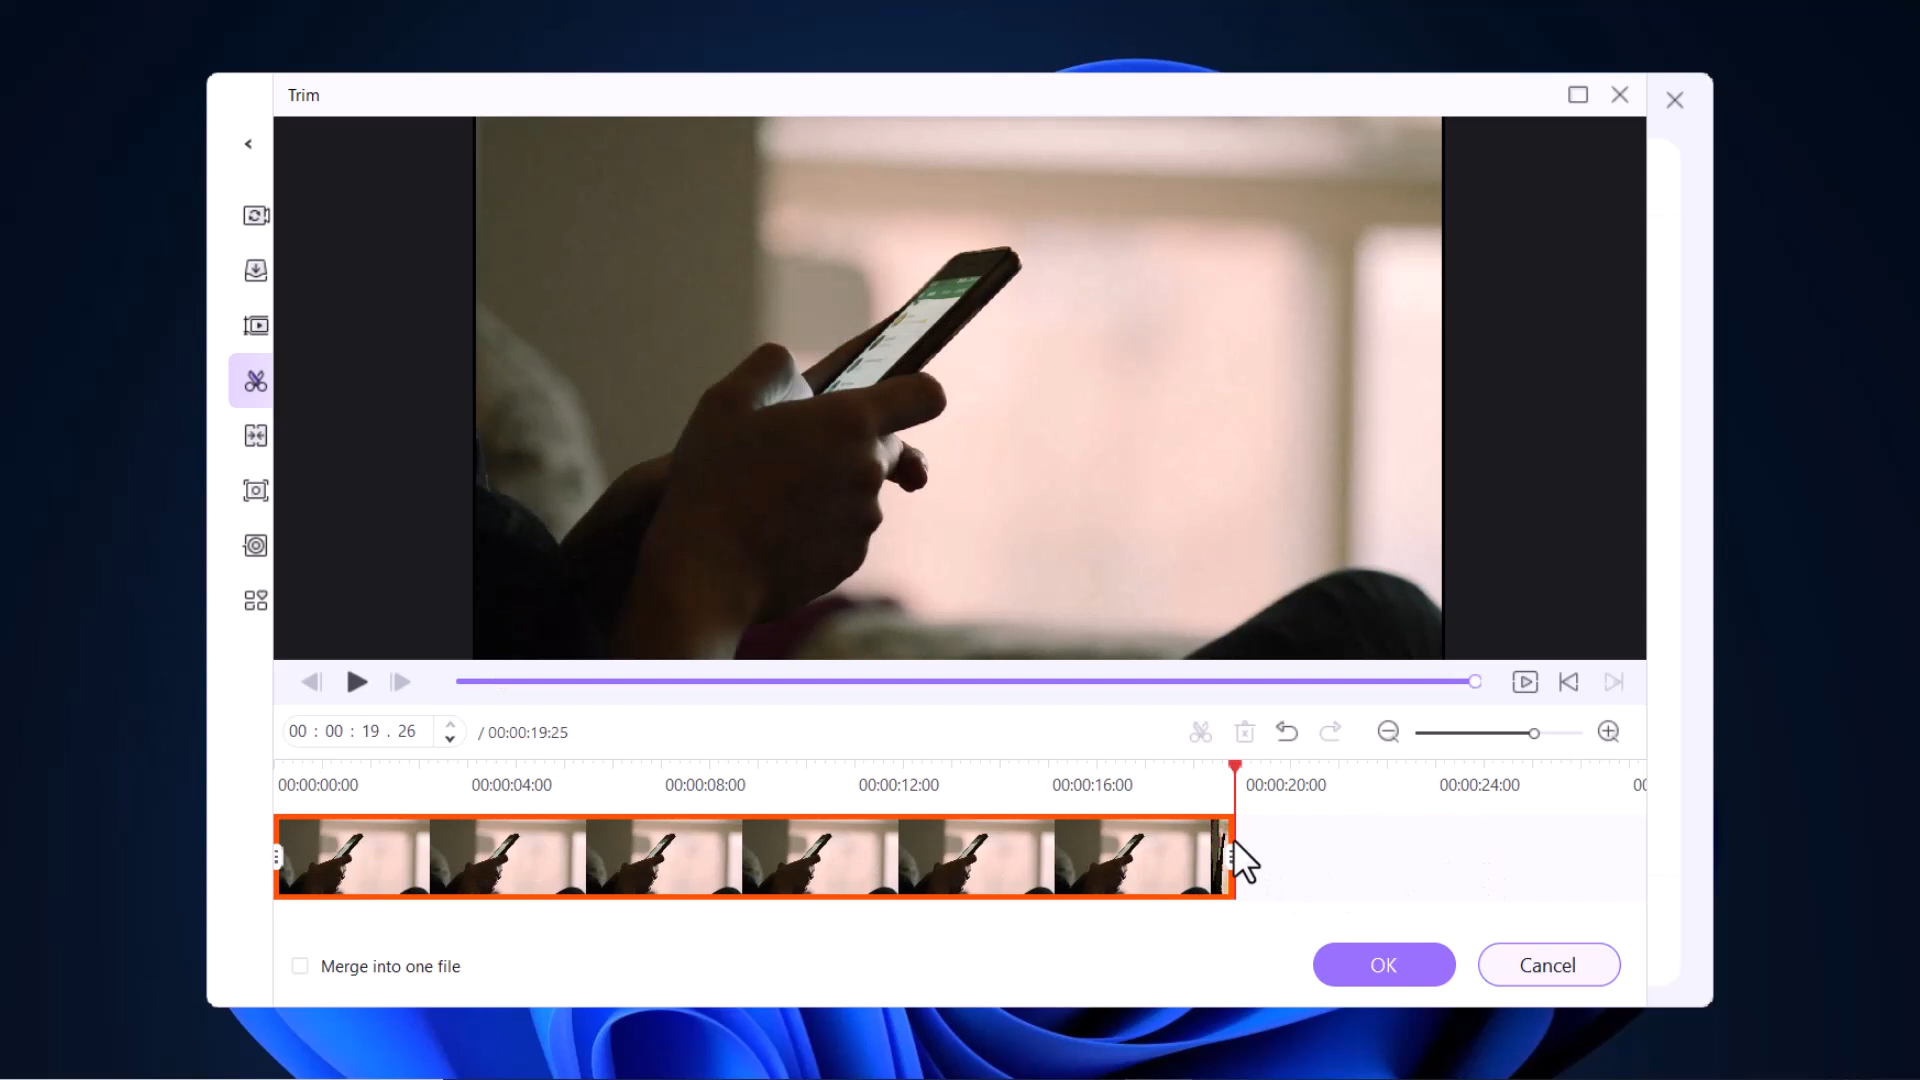 Trim
00 : 00 : 19 . 26 / 00:00:19:25
00:00:00:00 00:00:04:00 00:00:08:00 00:00:12:00 00:00:16:00 00:00:20:00 00:00:24:00
Merge into one file
OK Cancel